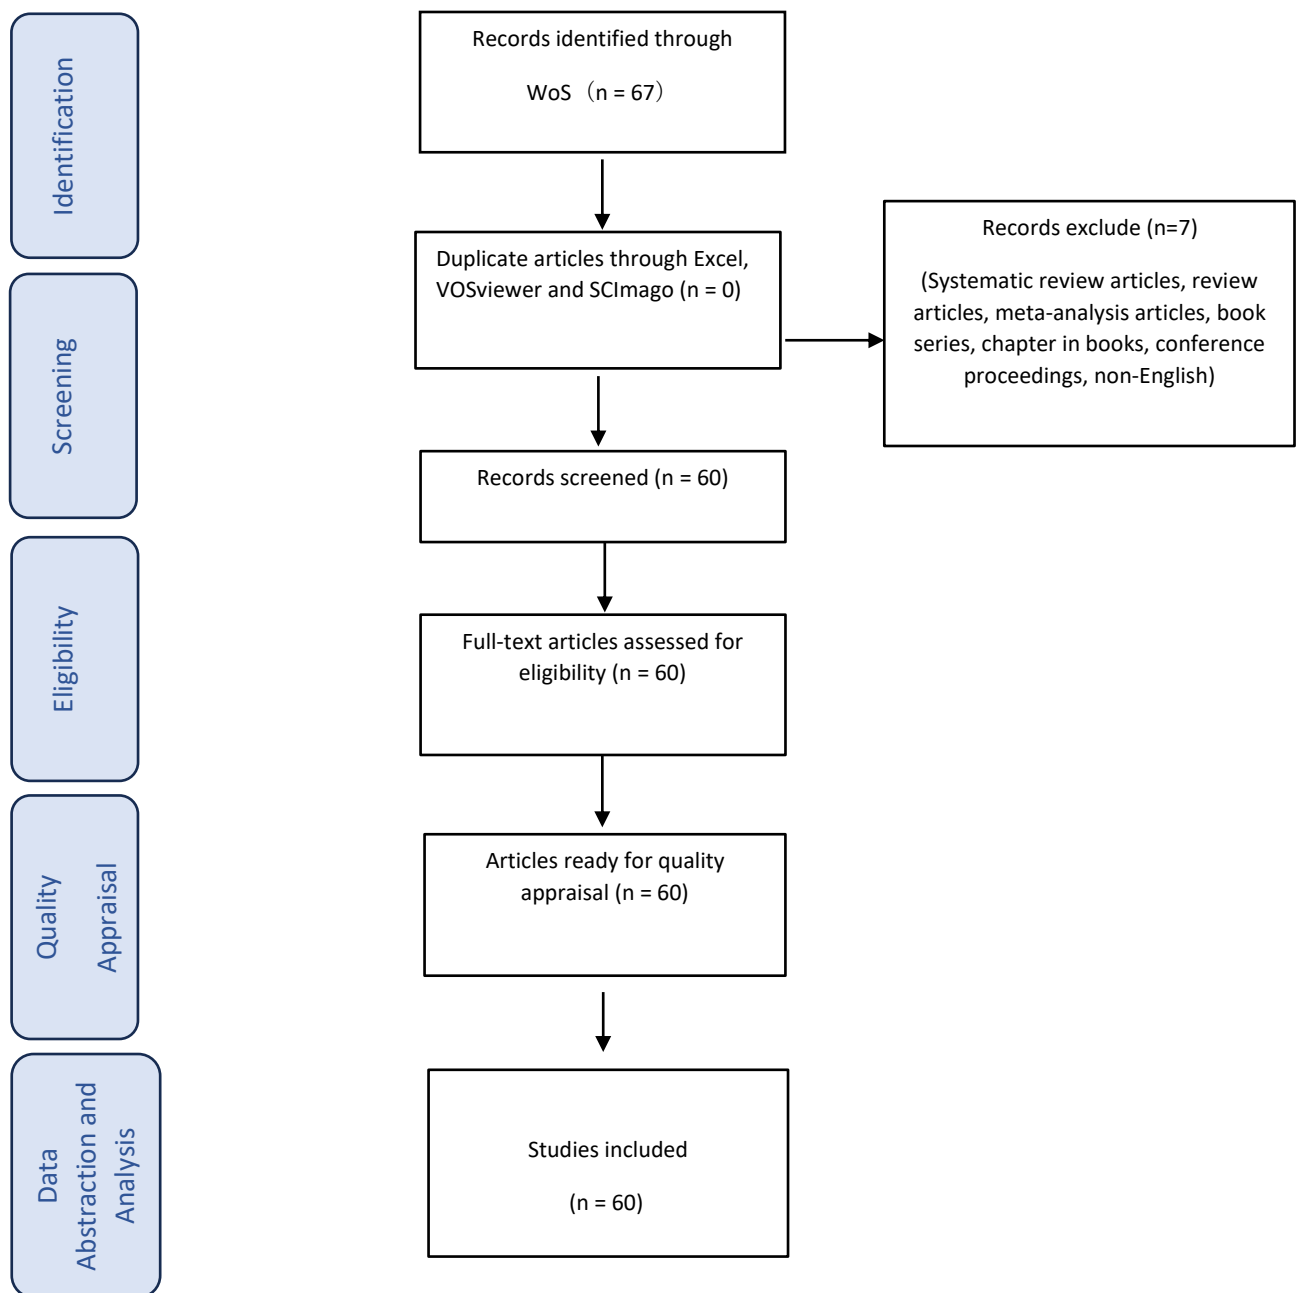 Identification
Records identified through
WoS（n = 67）
Duplicate articles through Excel,
VOSviewer and SCImago (n = 0)
Records exclude (n=7)
(Systematic review articles, review
articles, meta-analysis articles, book
series, chapter in books, conference
proceedings, non-English)
Screening
Records screened (n = 60)
Eligibility
Full-text articles assessed for
eligibility (n = 60)
Quality
Appraisal
Articles ready for quality
appraisal (n = 60)
Data
Abstraction and
Analysis
Studies included
(n = 60)